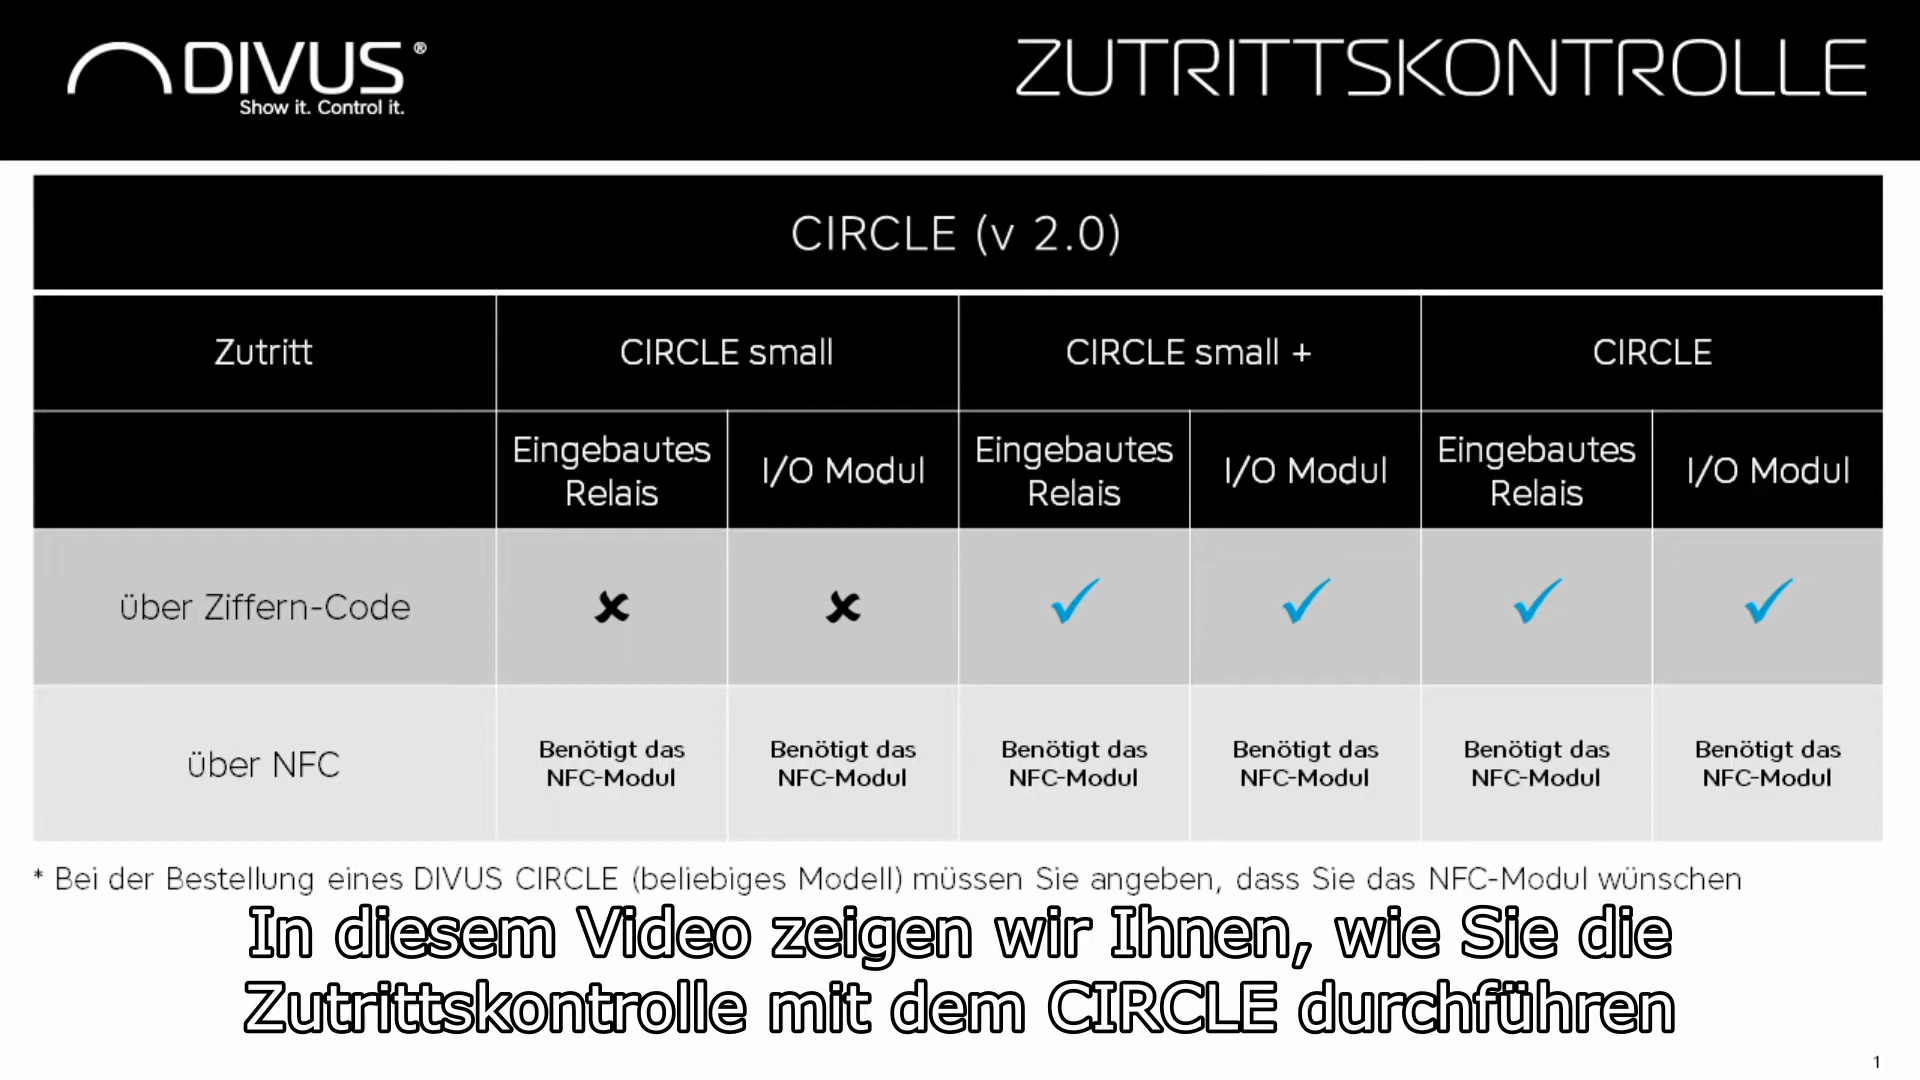 DIVUS®
Show it. Control it.
ZUTRITTSKONTROLLE
CIRCLE (v 2.0)
Zutritt CIRCLE small CIRCLE small + CIRCLE
Eingebautes Relais I/O Modul Eingebautes Relais I/O Modul Eingebautes Relais I/O Modul
über Ziffern-Code ✘ ✘ ✓ ✓ ✓ ✓
über NFC Benötigt das NFC-Modul Benötigt das NFC-Modul Benötigt das NFC-Modul Benötigt das NFC-Modul Benötigt das NFC-Modul Benötigt das NFC-Modul
* Bei der Bestellung eines DIVUS CIRCLE (beliebiges Modell) müssen Sie angeben, dass Sie das NFC-Modul wünschen
In diesem Video zeigen wir Ihnen, wie Sie die
Zutrittskontrolle mit dem CIRCLE durchführen
1